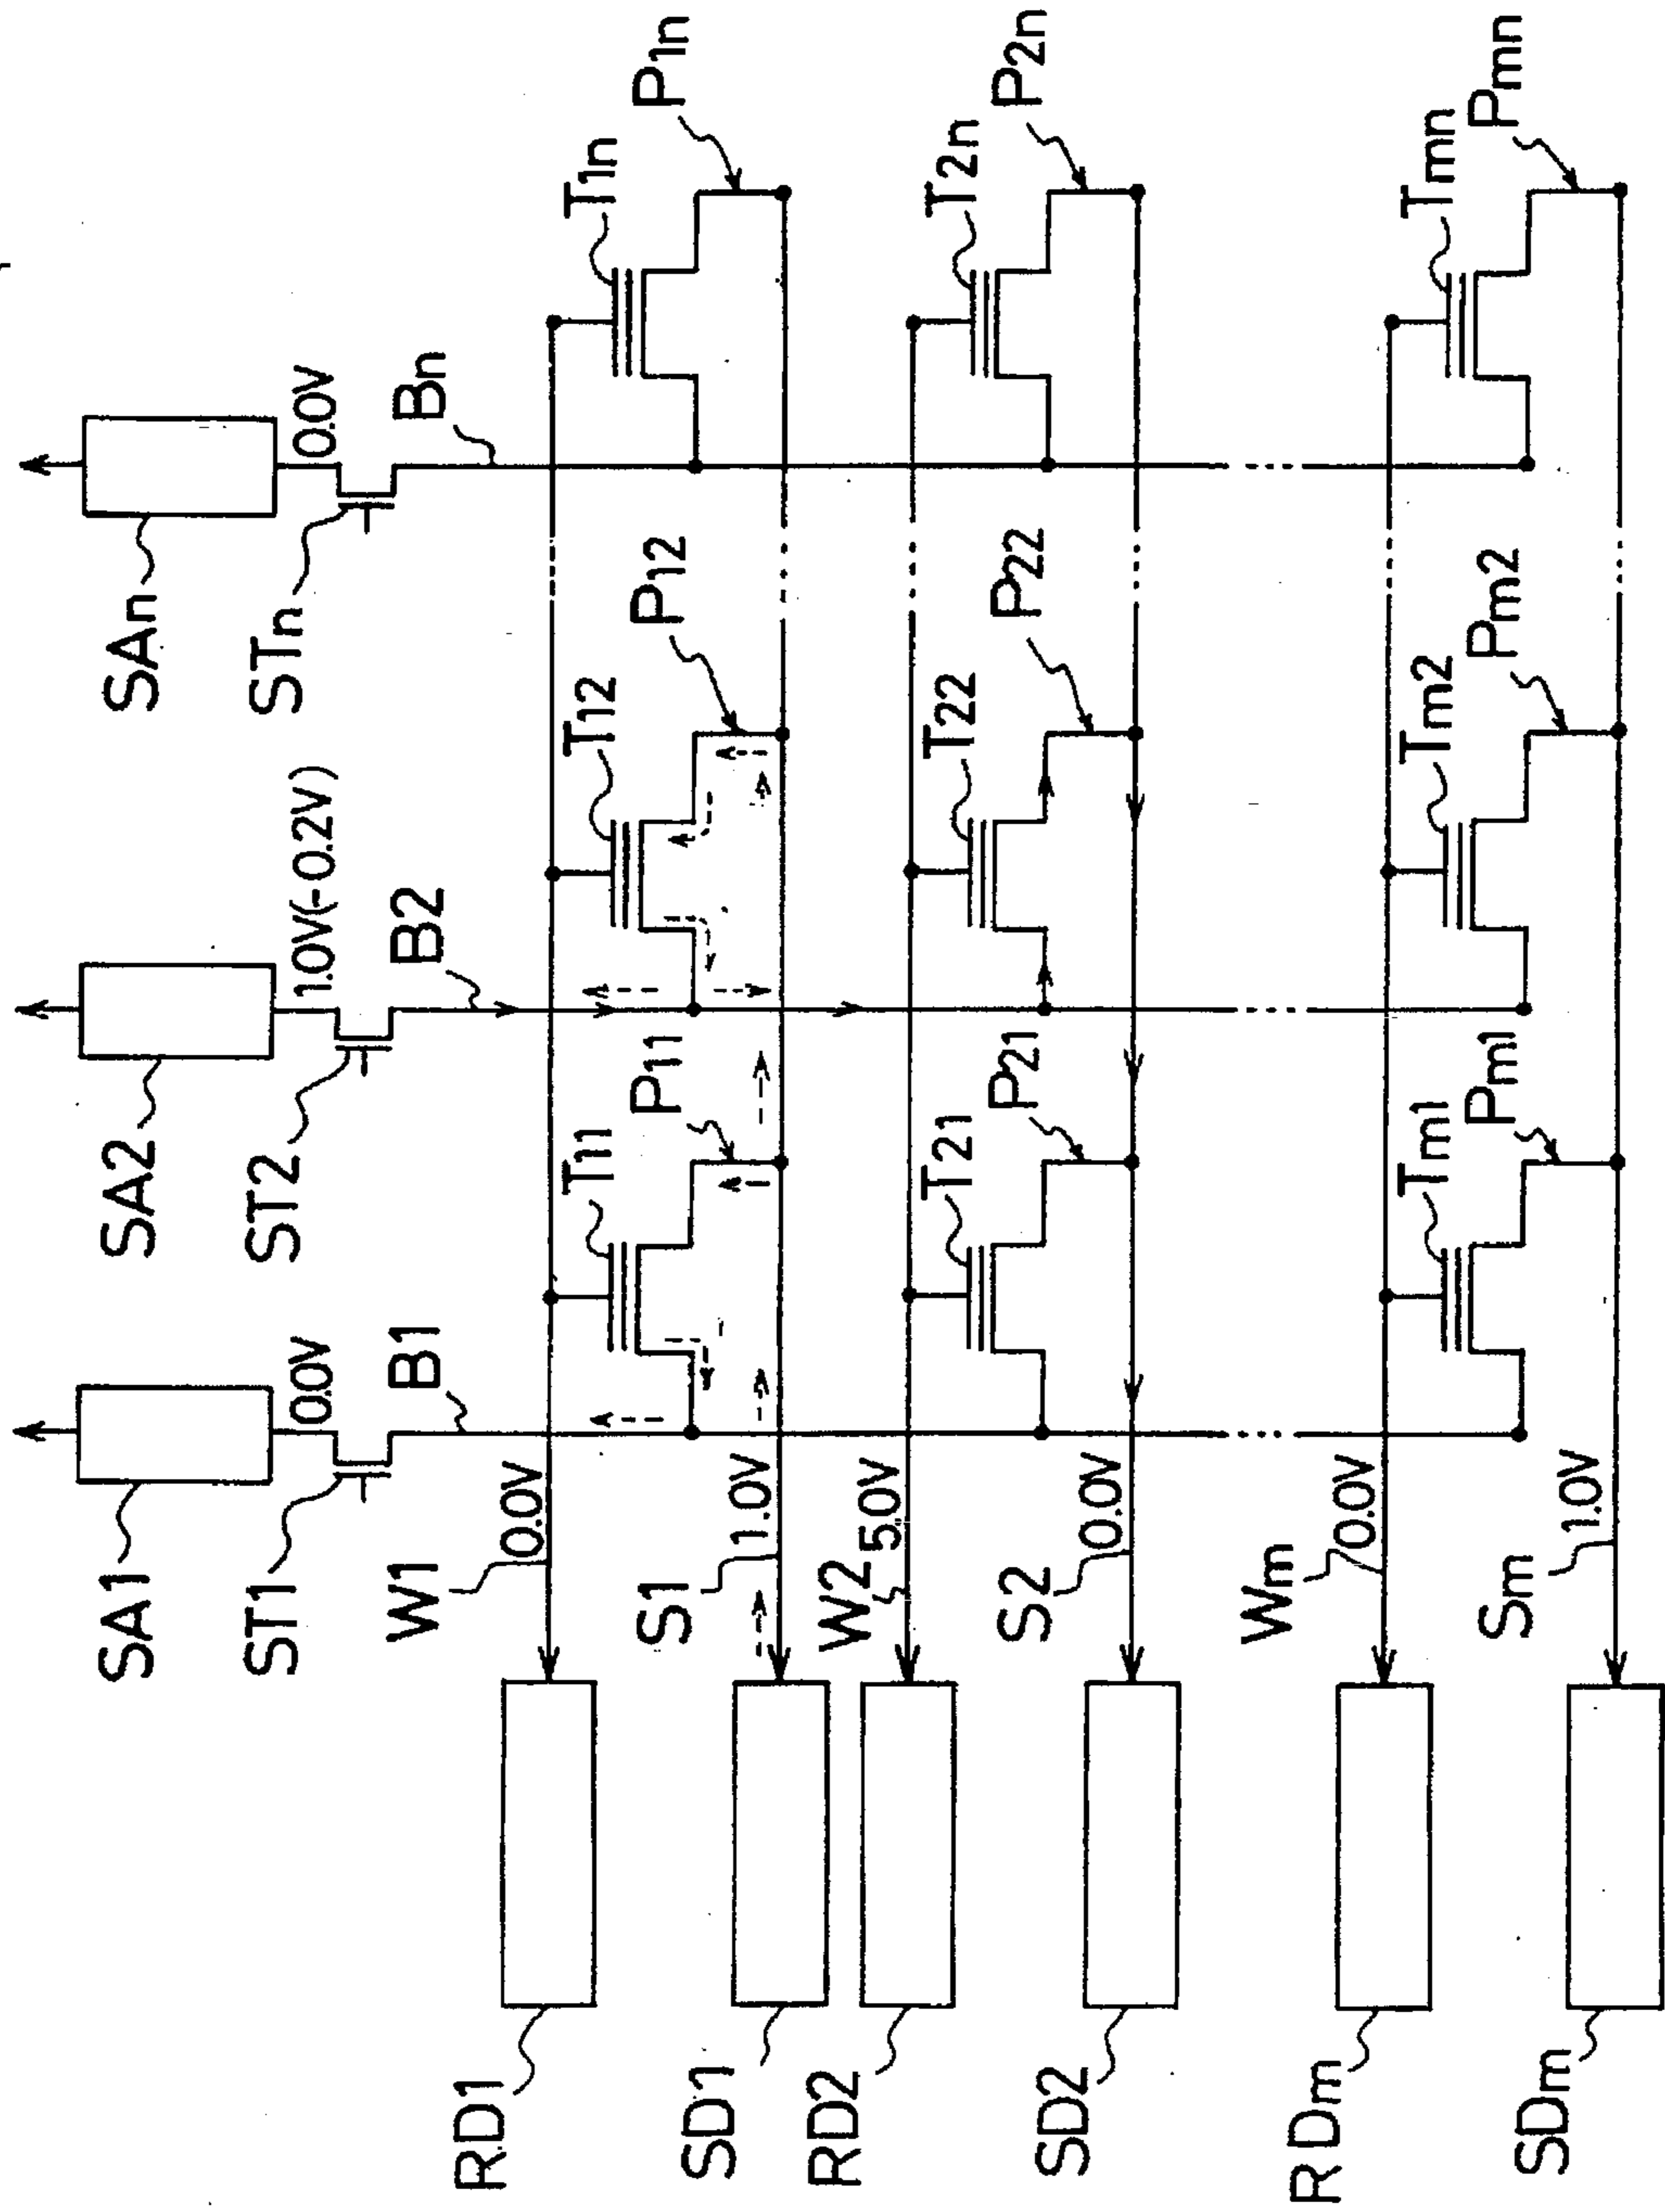 SA1
SA2
SAn
0.0V
1.0V(-0.2V)
0.0V
ST1
ST2
STn
B1
B2
Bn
RD1
W1
0.0V
T11
T12
T1n
P11
P12
P1n
SD1
S1
1.0V
RD2
W2
5.0V
T21
T22
T2n
P21
P22
P2n
SD2
S2
0.0V
RDm
Wm
0.0V
Tm1
Tm2
Tmn
Pm1
Pm2
Pmn
SDm
Sm
1.0V